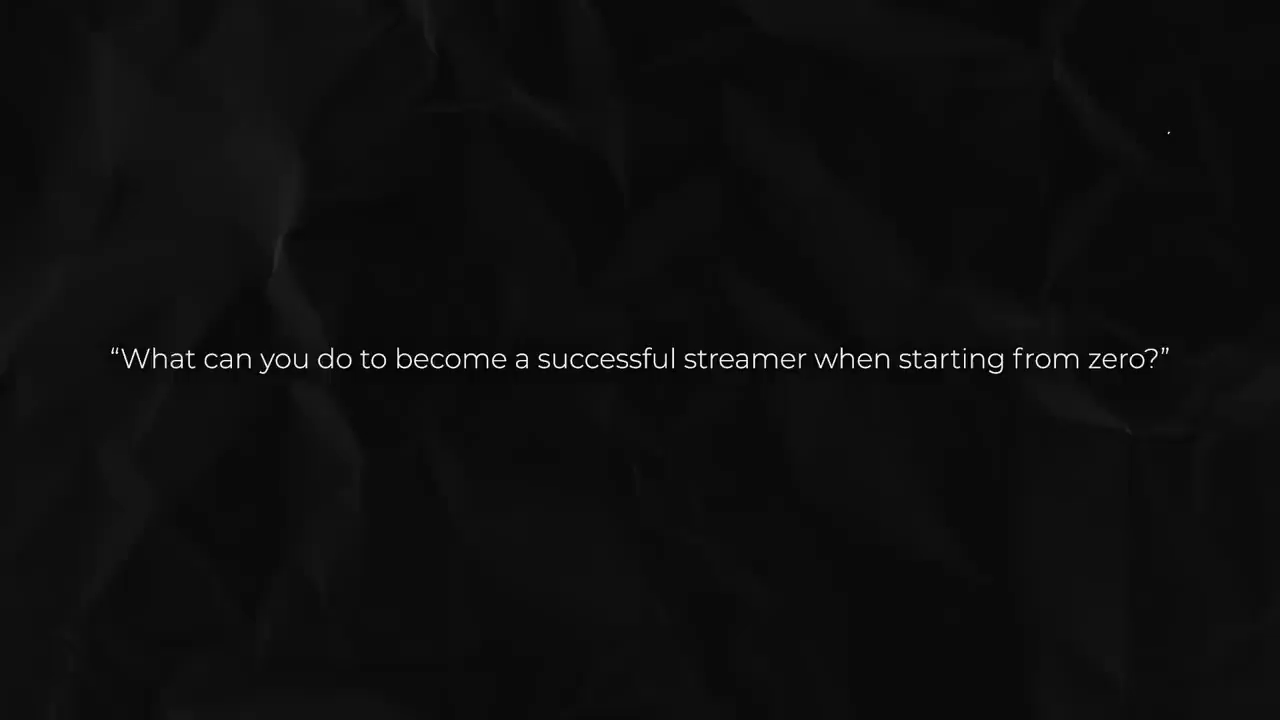 “What can you do to become a successful streamer when starting from zero?”